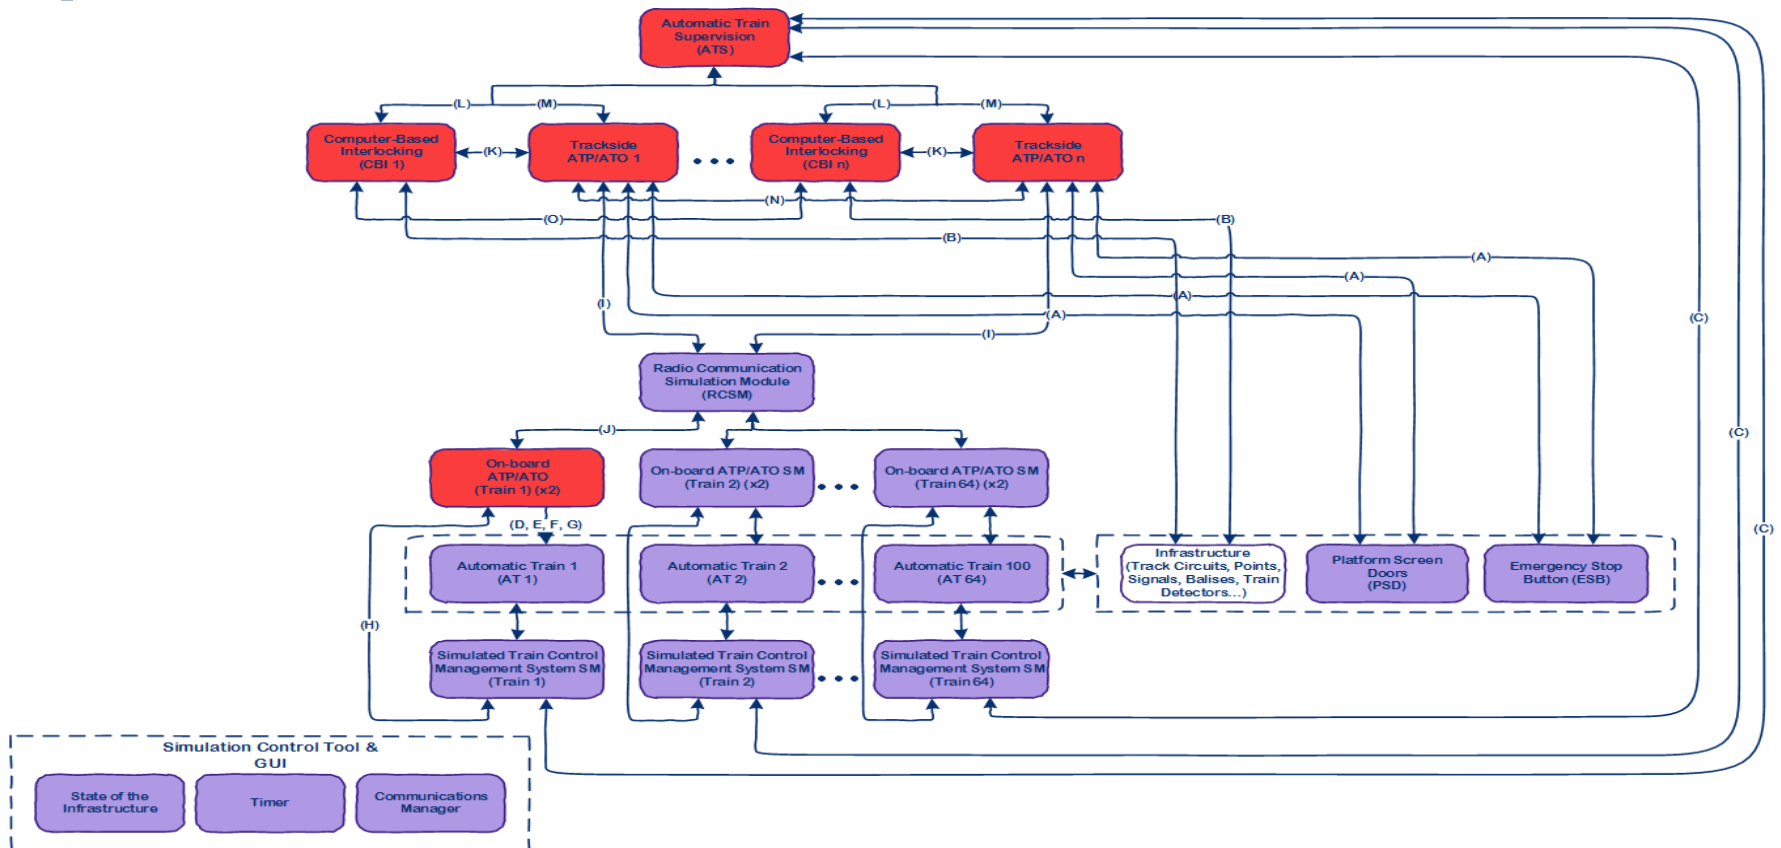 Automatic Train
Supervision
(ATS)
(L)
(M)
(L)
(M)
Computer-Based
Interlocking
(CBI 1)
(K)
Trackside
ATP/ATO 1
Computer-Based
Interlocking
(CBI n)
(K)
Trackside
ATP/ATO n
(N)
(O)
(B)
(B)
(A)
(A)
(A)
(A)
(I)
(I)
(C)
(C)
(C)
Radio Communication
Simulation Module
(RCSM)
(J)
On-board
ATP/ATO
(Train 1) (x2)
On-board ATP/ATO SM
(Train 2) (x2)
On-board ATP/ATO SM
(Train 64) (x2)
(D, E, F, G)
Automatic Train 1
(AT 1)
Automatic Train 2
(AT 2)
Automatic Train 100
(AT 64)
Infrastructure
(Track Circuits, Points,
Signals, Balises, Train
Detectors...)
Platform Screen
Doors
(PSD)
Emergency Stop
Button (ESB)
(H)
Simulated Train Control
Management System SM
(Train 1)
Simulated Train Control
Management System SM
(Train 2)
Simulated Train Control
Management System SM
(Train 64)
Simulation Control Tool &
GUI
State of the
Infrastructure
Timer
Communications
Manager